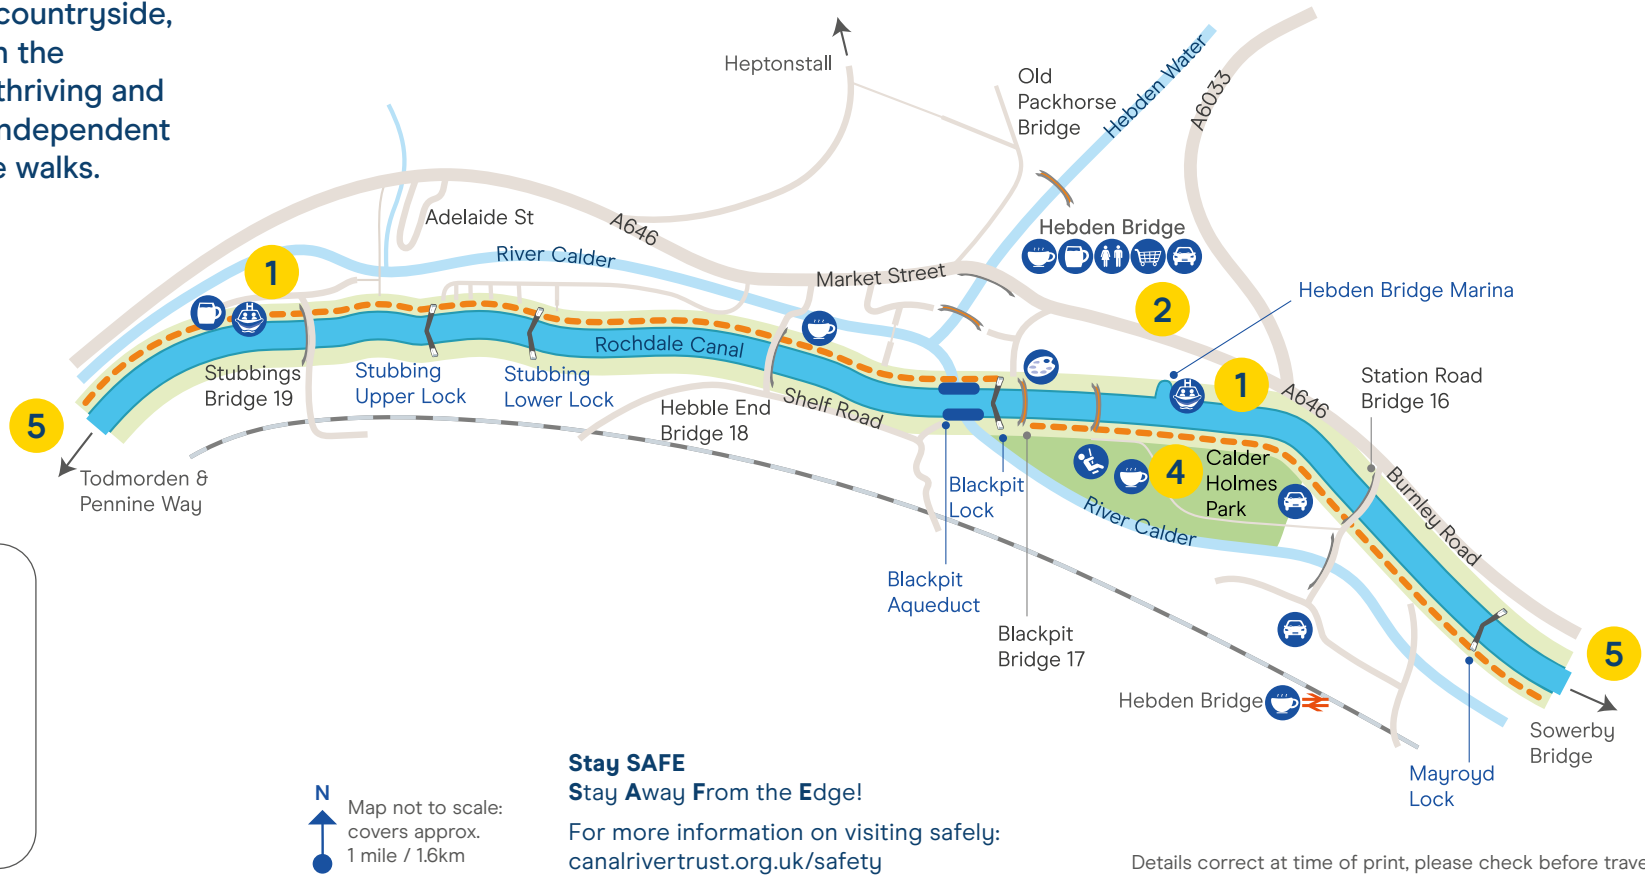 countryside,
n the
thriving and
independent
e walks.
Heptonstall
Old
Packhorse
Bridge
Hebden Water
A6033
Adelaide St
A646
River Calder
Market Street
Hebden Bridge
1
2
Hebden Bridge Marina
Rochdale Canal
Stubbings
Bridge 19
Stubbing
Upper Lock
Stubbing
Lower Lock
Hebble End
Bridge 18
Shelf Road
1
A646
Station Road
Bridge 16
5
Todmorden &
Pennine Way
Blackpit
Lock
4
Calder
Holmes
Park
River Calder
Burnley Road
Blackpit
Aqueduct
Blackpit
Bridge 17
Hebden Bridge
5
Sowerby
Bridge
Mayroyd
Lock
N
Map not to scale:
covers approx.
1 mile / 1.6km
Stay SAFE
Stay Away From the Edge!
For more information on visiting safely:
canalrivertrust.org.uk/safety
Details correct at time of print, please check before trave